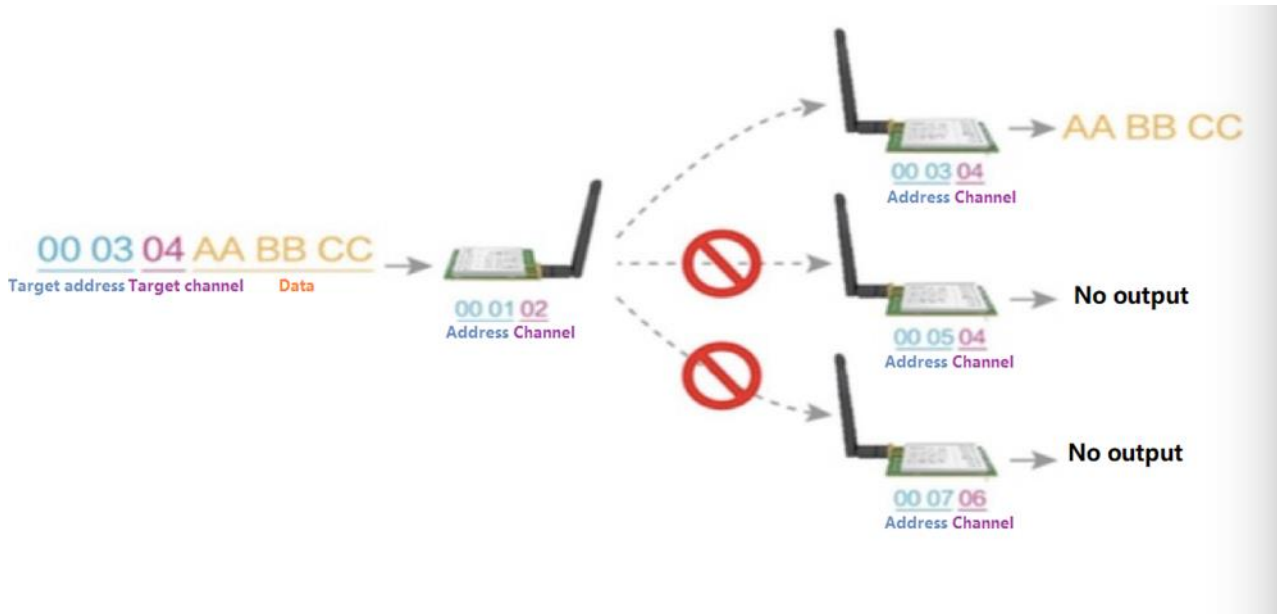 00 03 04 AA BB CC
Target address Target channel Data
00 01 02
Address Channel
AA BB CC
00 03 04
Address Channel
No output
00 05 04
Address Channel
No output
00 07 06
Address Channel